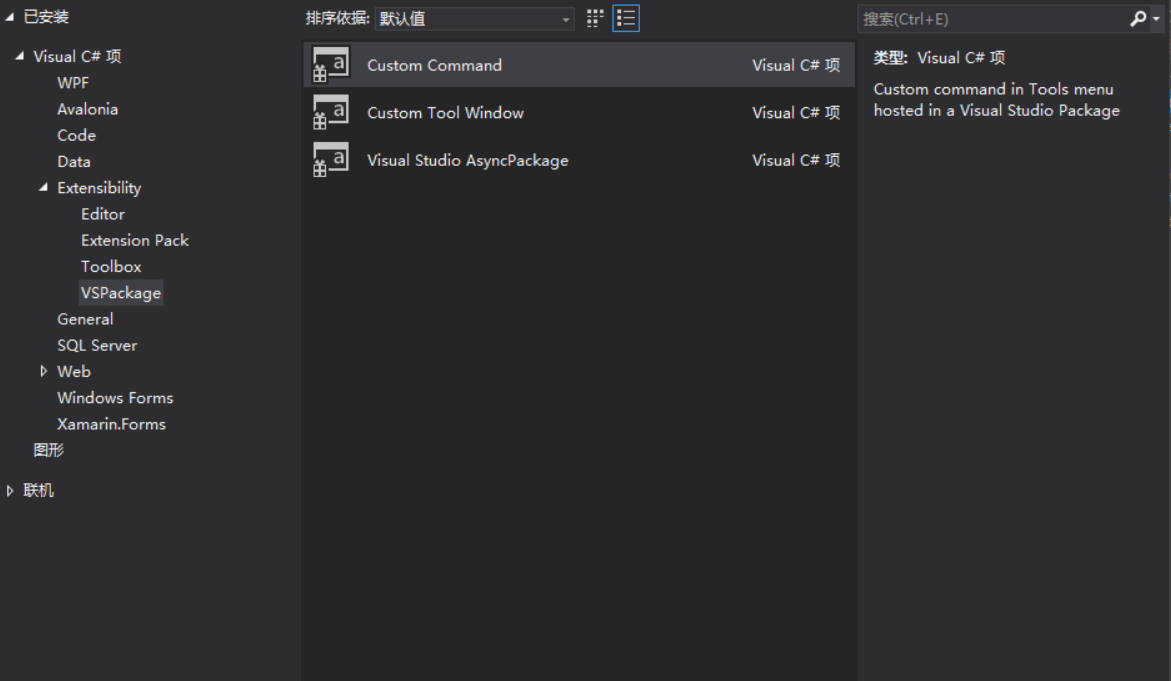 已安装
Visual C# 项
WPF
Avalonia
Code
Data
Extensibility
Editor
Extension Pack
Toolbox
VSPackage
General
SQL Server
Web
Windows Forms
Xamarin.Forms
图形
联机
排序依据: 默认值
Custom Command Visual C# 项
Custom Tool Window Visual C# 项
Visual Studio AsyncPackage Visual C# 项
搜索(Ctrl+E)
类型: Visual C# 项
Custom command in Tools menu
hosted in a Visual Studio Package